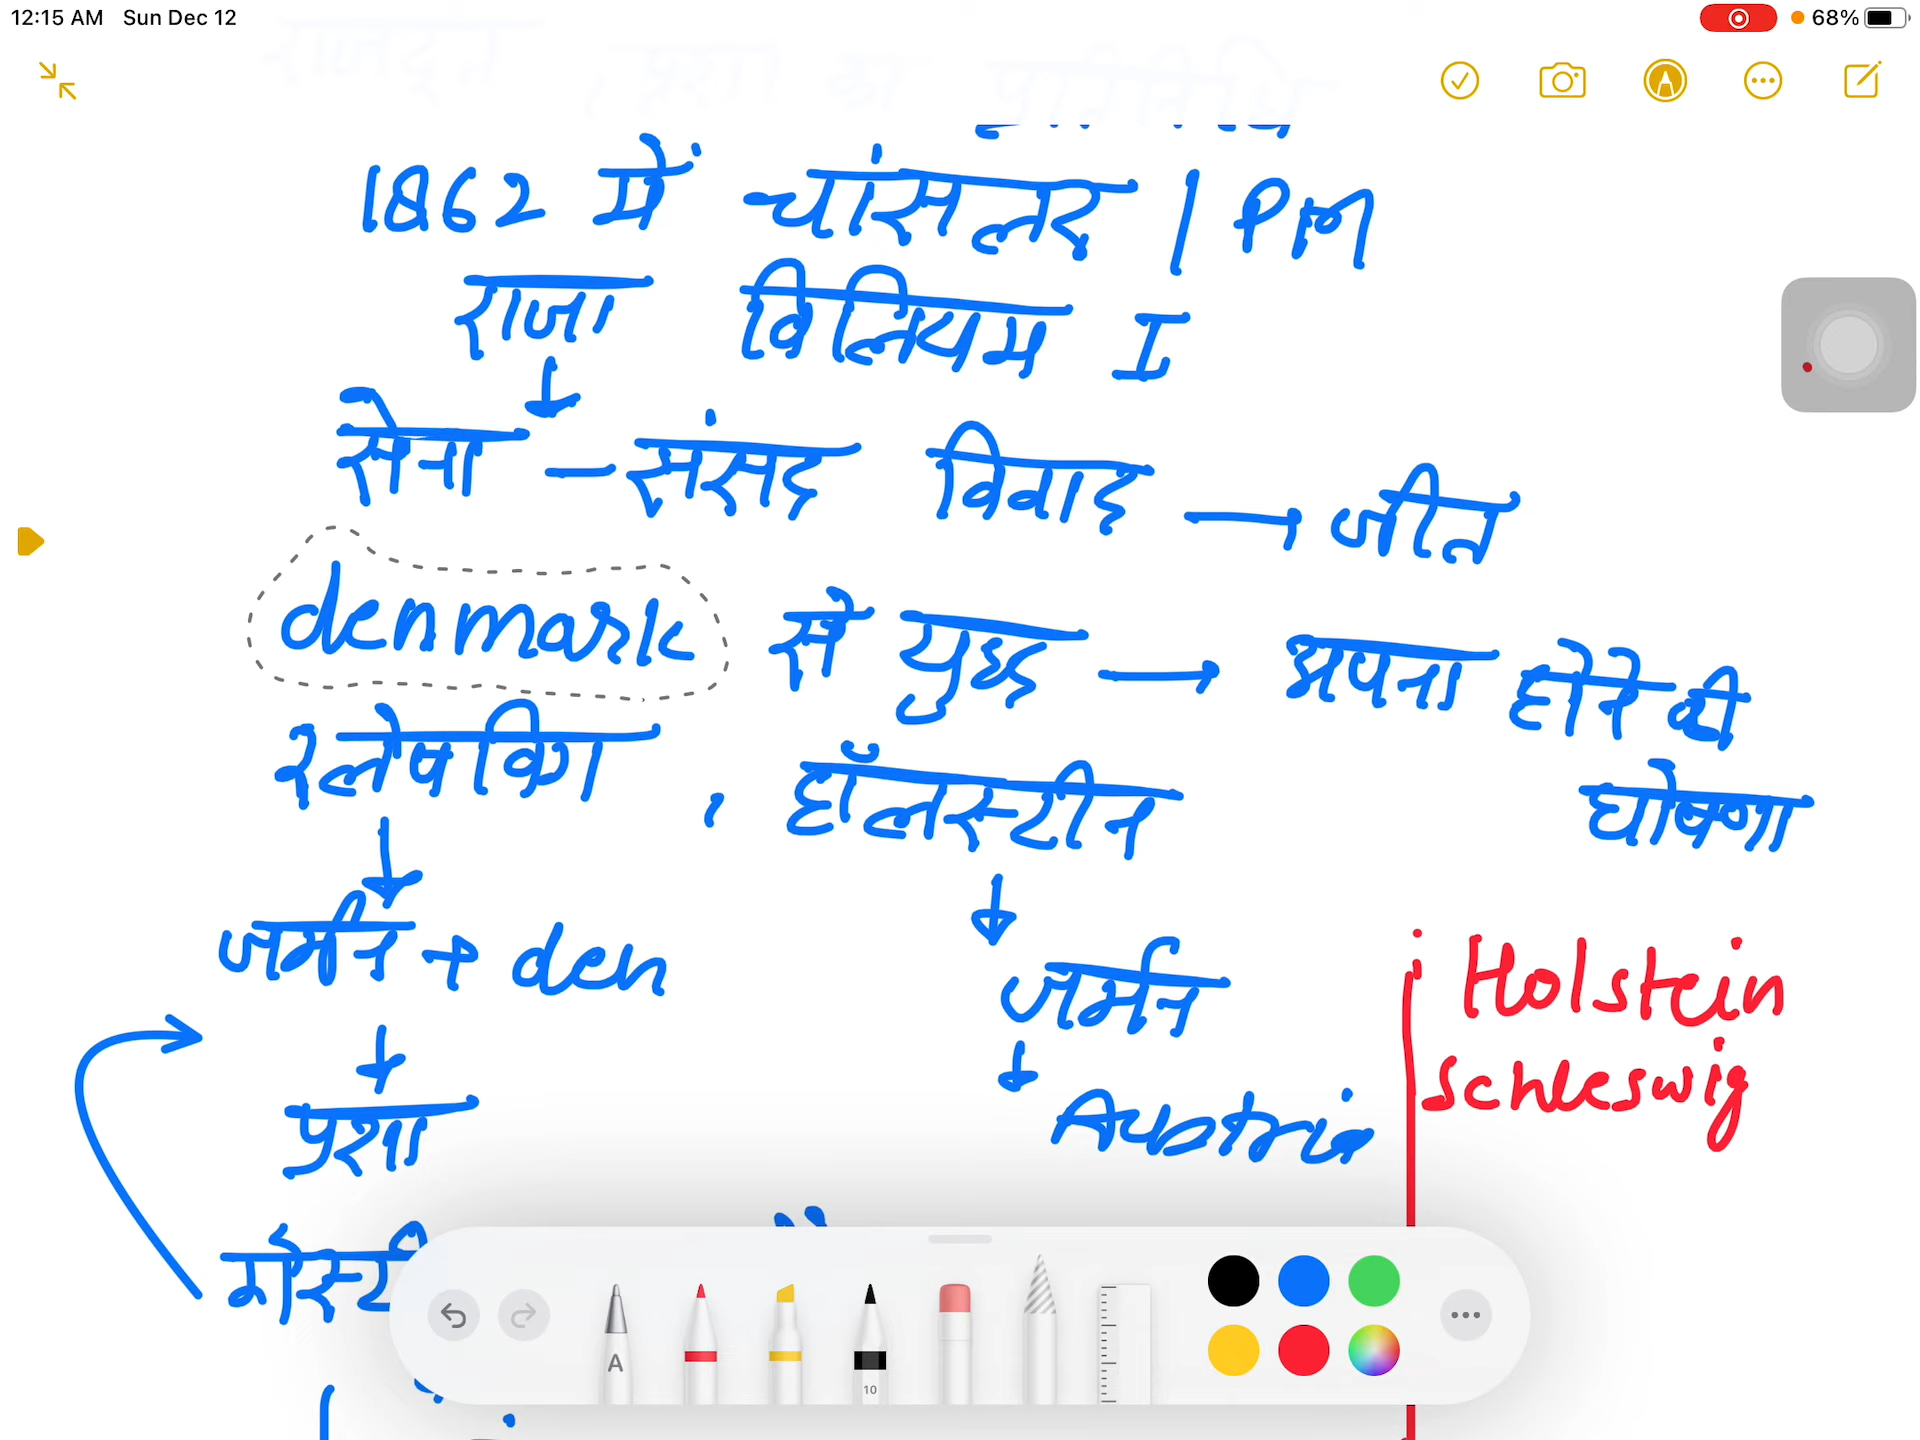 12:15 AM Sun Dec 12
68%
1862 में चांसलर | PM
राजा विलियम I
↓
सेना – संसद विवाद → जीत
denmark से युद्ध → अपना होने की
घोषणा
श्लेषविग, हॉलस्टीन
↓ ↓
जर्मन + den जर्मन
↓ ↓
प्रशा Austria
Holstein
Schleswig
A
10